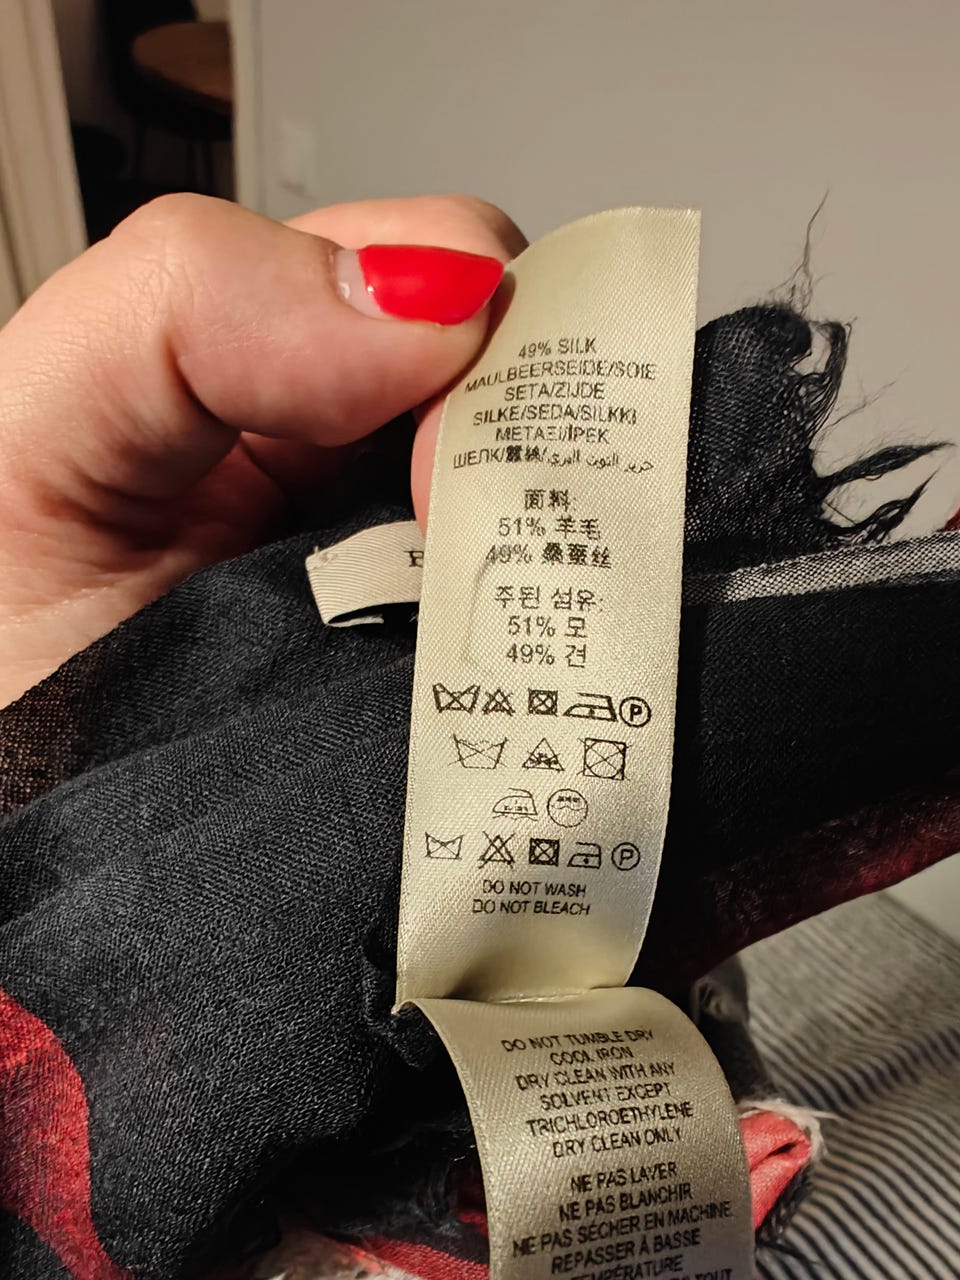 49% SILK
MAULBEERSEIDE/SOIE
SETA/ZIJDE
SILKE/SEDA/SILKKI
ΜΕΤΑΞΙ/İPEK
ШЕЛК/蠶絲/حرير التوت البري
面料:
51% 羊毛
49% 桑蚕丝
주된 섬유:
51% 모
49% 견
P
P
DO NOT WASH
DO NOT BLEACH
DO NOT TUMBLE DRY
COOL IRON
DRY CLEAN WITH ANY
SOLVENT EXCEPT
TRICHLOROETHYLENE
DRY CLEAN ONLY
NE PAS LAVER
NE PAS BLANCHIR
NE PAS SÉCHER EN MACHINE
REPASSER À BASSE
TEMPÉRATURE
TOUT